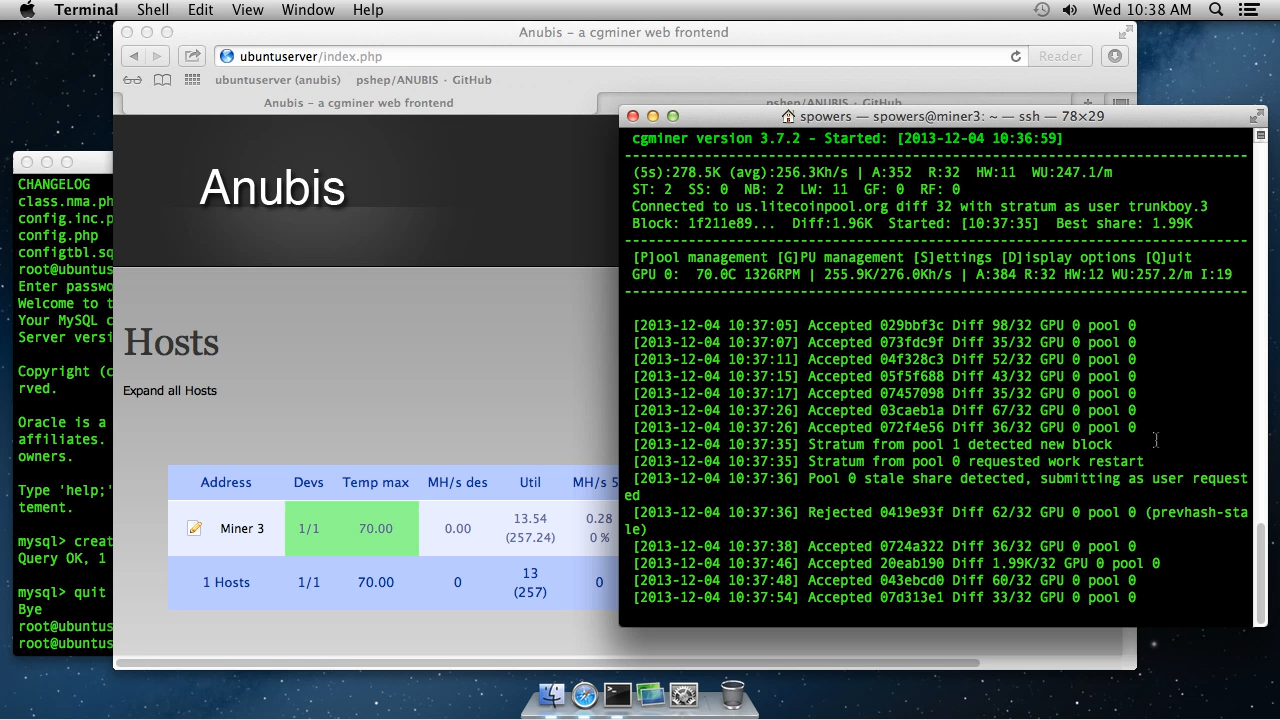 Terminal Shell Edit View Window Help Wed 10:38 AM
Anubis – a cgminer web frontend
ubuntuserver/index.php Reader
ubuntuserver (anubis) pshep/ANUBIS · GitHub
Anubis – a cgminer web frontend pshep/ANUBIS · GitHub
Anubis
Hosts
Expand all Hosts
Address Devs Temp max MH/s des Util MH/s 5
Miner 3 1/1 70.00 0.00 13.54 0.28
(257.24) 0 %
1 Hosts 1/1 70.00 0 13 0
(257)
CHANGELOG
class.nma.ph
config.inc.p
config.php
configtbl.sq
root@ubuntus
Enter passwo
Welcome to t
Your MySQL c
Server versi
Copyright (c
rved.
Oracle is a
affiliates.
owners.
Type 'help;'
tement.
mysql> creat
Query OK, 1
mysql> quit
Bye
root@ubuntus
root@ubuntus
spowers — spowers@miner3: ~ — ssh — 78×29
cgminer version 3.7.2 - Started: [2013-12-04 10:36:59]
--------------------------------------------------------------------------------
(5s):278.5K (avg):256.3Kh/s | A:352 R:32 HW:11 WU:247.1/m
ST: 2 SS: 0 NB: 2 LW: 11 GF: 0 RF: 0
Connected to us.litecoinpool.org diff 32 with stratum as user trunkboy.3
Block: 1f211e89... Diff:1.96K Started: [10:37:35] Best share: 1.99K
--------------------------------------------------------------------------------
[P]ool management [G]PU management [S]ettings [D]isplay options [Q]uit
GPU 0: 70.0C 1326RPM | 255.9K/276.0Kh/s | A:384 R:32 HW:12 WU:257.2/m I:19
--------------------------------------------------------------------------------
[2013-12-04 10:37:05] Accepted 029bbf3c Diff 98/32 GPU 0 pool 0
[2013-12-04 10:37:07] Accepted 073fdc9f Diff 35/32 GPU 0 pool 0
[2013-12-04 10:37:11] Accepted 04f328c3 Diff 52/32 GPU 0 pool 0
[2013-12-04 10:37:15] Accepted 05f5f688 Diff 43/32 GPU 0 pool 0
[2013-12-04 10:37:17] Accepted 07457098 Diff 35/32 GPU 0 pool 0
[2013-12-04 10:37:26] Accepted 03caeb1a Diff 67/32 GPU 0 pool 0
[2013-12-04 10:37:26] Accepted 072f4e56 Diff 36/32 GPU 0 pool 0
[2013-12-04 10:37:35] Stratum from pool 1 detected new block
[2013-12-04 10:37:35] Stratum from pool 0 requested work restart
[2013-12-04 10:37:36] Pool 0 stale share detected, submitting as user request
ed
[2013-12-04 10:37:36] Rejected 0419e93f Diff 62/32 GPU 0 pool 0 (prevhash-sta
le)
[2013-12-04 10:37:38] Accepted 0724a322 Diff 36/32 GPU 0 pool 0
[2013-12-04 10:37:46] Accepted 20eab190 Diff 1.99K/32 GPU 0 pool 0
[2013-12-04 10:37:48] Accepted 043ebcd0 Diff 60/32 GPU 0 pool 0
[2013-12-04 10:37:54] Accepted 07d313e1 Diff 33/32 GPU 0 pool 0